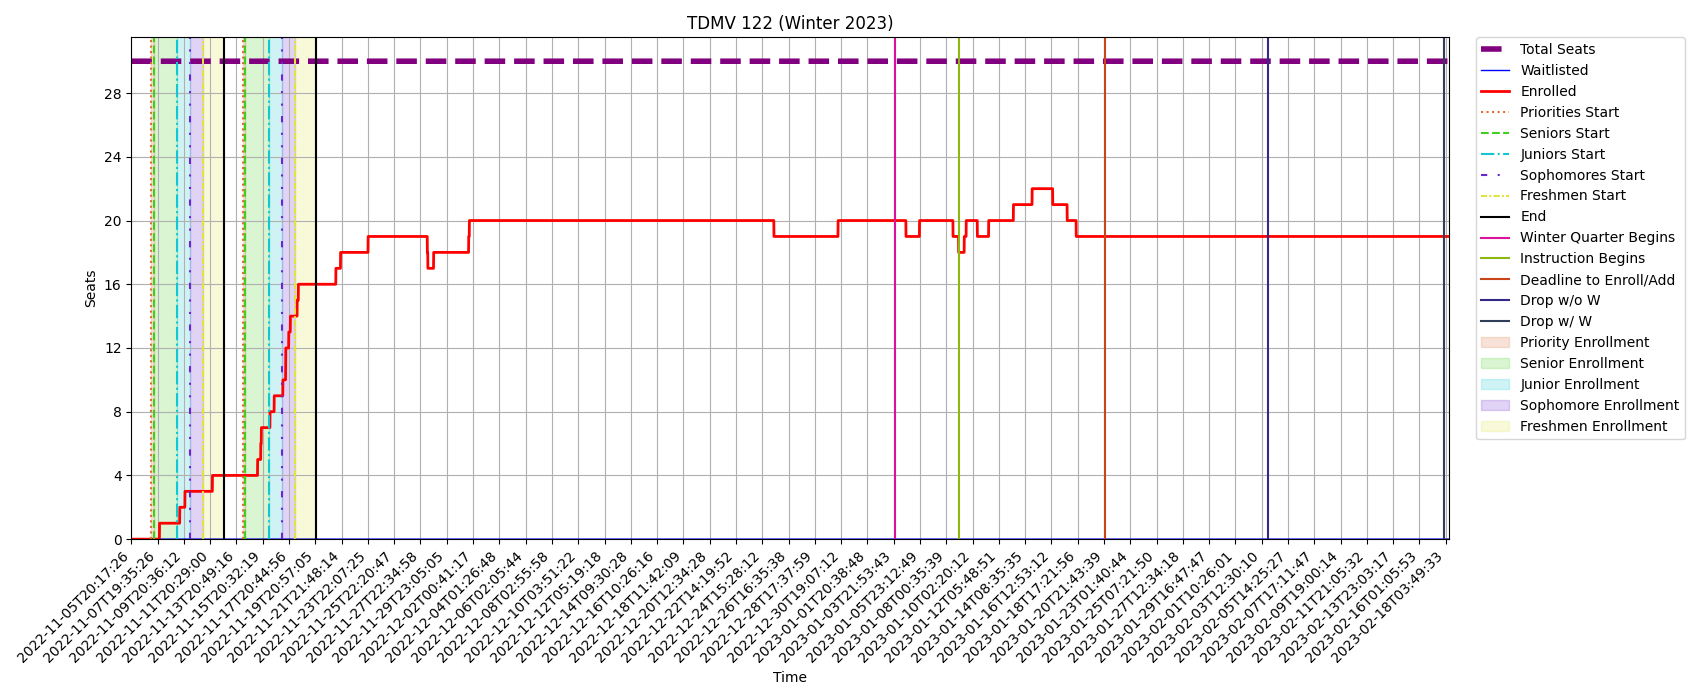 TDMV 122 (Winter 2023)
Seats
28
24
20
16
12
8
4
0
2022-11-05T20:17:26
2022-11-07T19:35:26
2022-11-09T20:36:12
2022-11-11T20:29:00
2022-11-13T20:49:16
2022-11-15T20:32:19
2022-11-17T20:44:56
2022-11-19T20:57:05
2022-11-21T21:48:14
2022-11-23T22:07:25
2022-11-25T22:20:47
2022-11-27T22:34:58
2022-11-29T23:05:05
2022-12-02T00:41:17
2022-12-04T01:26:48
2022-12-06T02:05:44
2022-12-08T02:55:58
2022-12-10T03:51:22
2022-12-12T05:19:18
2022-12-14T09:30:28
2022-12-16T10:26:16
2022-12-18T11:42:09
2022-12-20T12:34:28
2022-12-22T14:19:52
2022-12-24T15:28:12
2022-12-26T16:35:38
2022-12-28T17:37:59
2022-12-30T19:07:12
2023-01-01T20:38:48
2023-01-03T21:53:43
2023-01-05T23:12:49
2023-01-08T00:35:39
2023-01-10T02:20:12
2023-01-12T05:48:51
2023-01-14T08:35:35
2023-01-16T12:53:12
2023-01-18T17:21:56
2023-01-20T21:43:39
2023-01-23T01:40:44
2023-01-25T07:21:50
2023-01-27T12:34:18
2023-01-29T16:47:47
2023-02-01T10:26:01
2023-02-03T12:30:10
2023-02-05T14:25:27
2023-02-07T17:11:47
2023-02-09T19:00:14
2023-02-11T21:05:32
2023-02-13T23:03:17
2023-02-16T01:05:53
2023-02-18T03:49:33
Time
Total Seats
Waitlisted
Enrolled
Priorities Start
Seniors Start
Juniors Start
Sophomores Start
Freshmen Start
End
Winter Quarter Begins
Instruction Begins
Deadline to Enroll/Add
Drop w/o W
Drop w/ W
Priority Enrollment
Senior Enrollment
Junior Enrollment
Sophomore Enrollment
Freshmen Enrollment